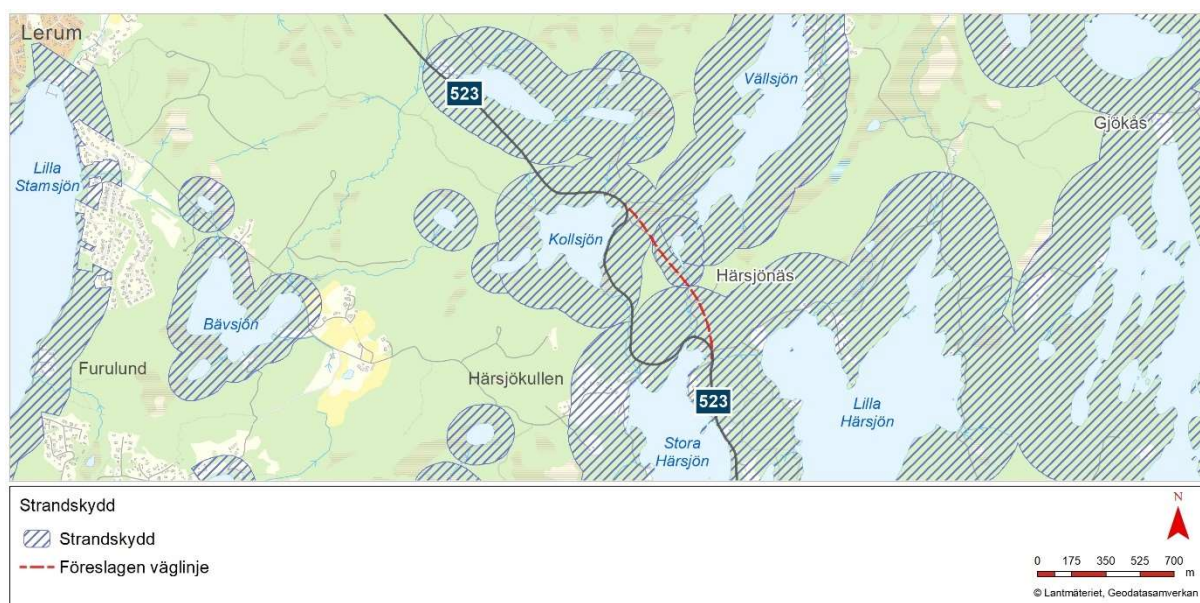 Lerum
523
Vällsjön
Gjökås
Lilla
Stamsjön
Kollsjön
Härsjönäs
Bävsjön
Furulund
Härsjökullen
523
Lilla
Härsjön
Stora
Härsjön
Strandskydd
Strandskydd
Föreslagen väglinje
N
0 175 350 525 700
m
© Lantmäteriet, Geodatasamverkan